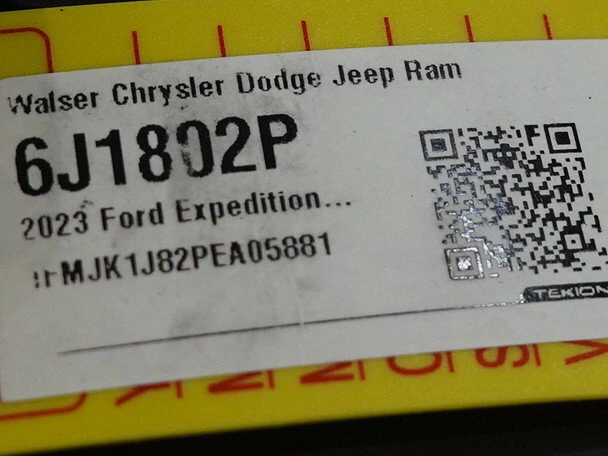 Walser Chrysler Dodge Jeep Ram
6J1802P
2023 Ford Expedition...
MJK1J82PEA05881
TEKION